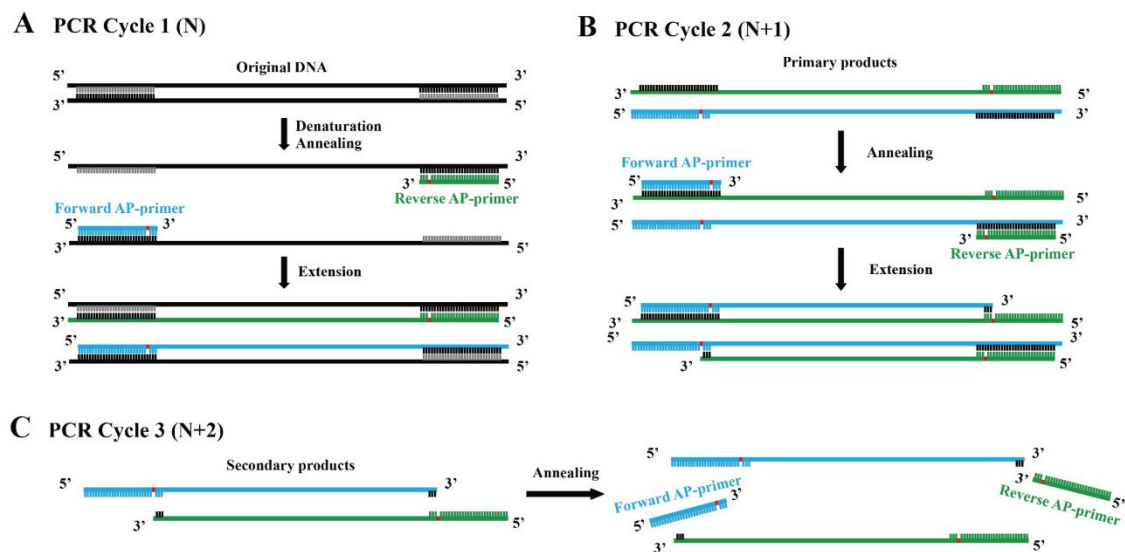 A PCR Cycle 1 (N)
Original DNA
5’ 3’
3’ 5’
Denaturation
Annealing
5’ 3’
3’ 5’
Reverse AP-primer
Forward AP-primer
5’ 3’
3’ 5’
Extension
5’ 3’
3’ 5’
5’ 3’
3’ 5’
B PCR Cycle 2 (N+1)
Primary products
3’ 5’
5’ 3’
Annealing
Forward AP-primer
5’ 3’
3’ 5’
5’ 3’
3’ 5’
Reverse AP-primer
Extension
5’ 3’
3’ 5’
5’ 3’
3’ 5’
C PCR Cycle 3 (N+2)
Secondary products
5’ 3’
3’ 5’
Annealing
5’ 3’
Forward AP-primer
5’ 3’
3’ 5’
Reverse AP-primer
3’ 5’